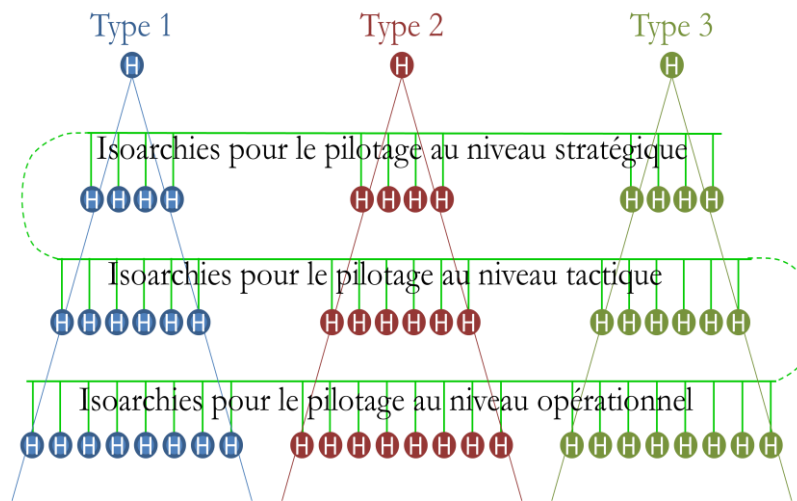 Type 1 Type 2 Type 3
H H H
Isoarchies pour le pilotage au niveau stratégique
H H H H H H H H H H H H
Isoarchies pour le pilotage au niveau tactique
H H H H H H H H H H H H H H H H H H
Isoarchies pour le pilotage au niveau opérationnel
H H H H H H H H H H H H H H H H H H H H H H H H